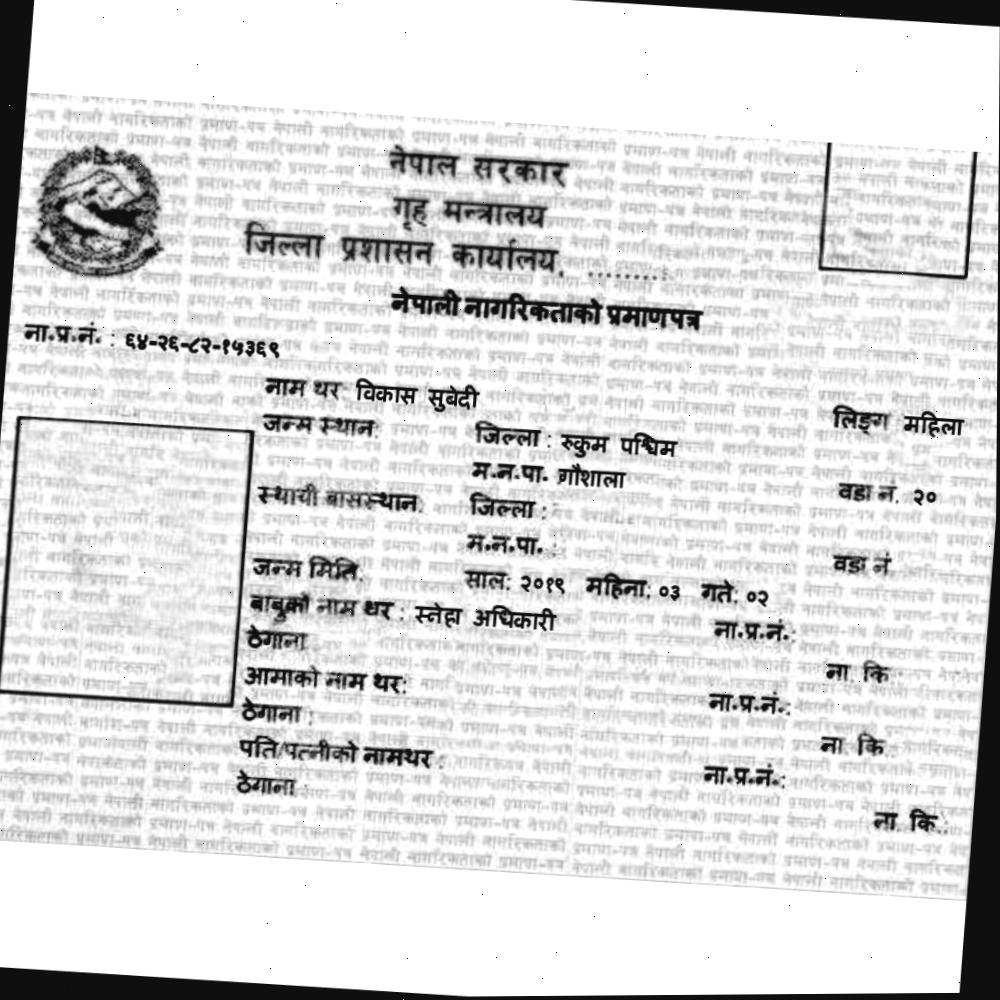 नेपाल सरकार
गृह मन्त्रालय
जिल्ला प्रशासन कार्यालय, ..........
नेपाली नागरिकताको प्रमाणपत्र
ना.प्र.नं. : ६४-२६-८२-१५३६९
नाम थर: विकास सुबेदी लिङ्ग महिला
जन्म स्थान: जिल्ला : रुकुम पश्चिम
म.न.पा. गौशाला वडा नं. २०
स्थायी बासस्थान: जिल्ला :
म.न.पा. : वडा नं.
जन्म मिति: साल: २०१९ महिना: ०३ गते: ०२
बाबुको नाम थर : स्नेहा अधिकारी ना.प्र.नं.:
ठेगाना ना. कि.:
आमाको नाम थर: ना.प्र.नं.:
ठेगाना : ना. कि.:
पति/पत्नीको नामथर : ना.प्र.नं.:
ठेगाना : ना. कि.: